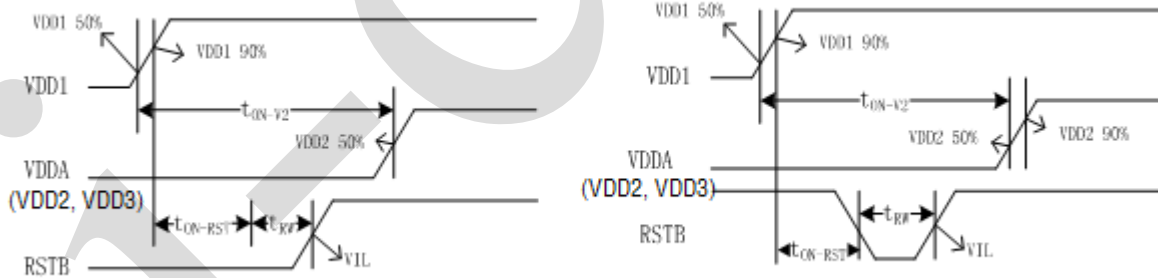 VDD1 50%
VDD1 90%
VDD1
tON-V2
VDD2 50%
VDDA
(VDD2, VDD3)
tON-RST
tRW
VIL
RSTB
VDD1 50%
VDD1 90%
VDD1
tON-V2
VDD2 50%
VDD2 90%
VDDA
(VDD2, VDD3)
tRW
RSTB
tON-RST
VIL